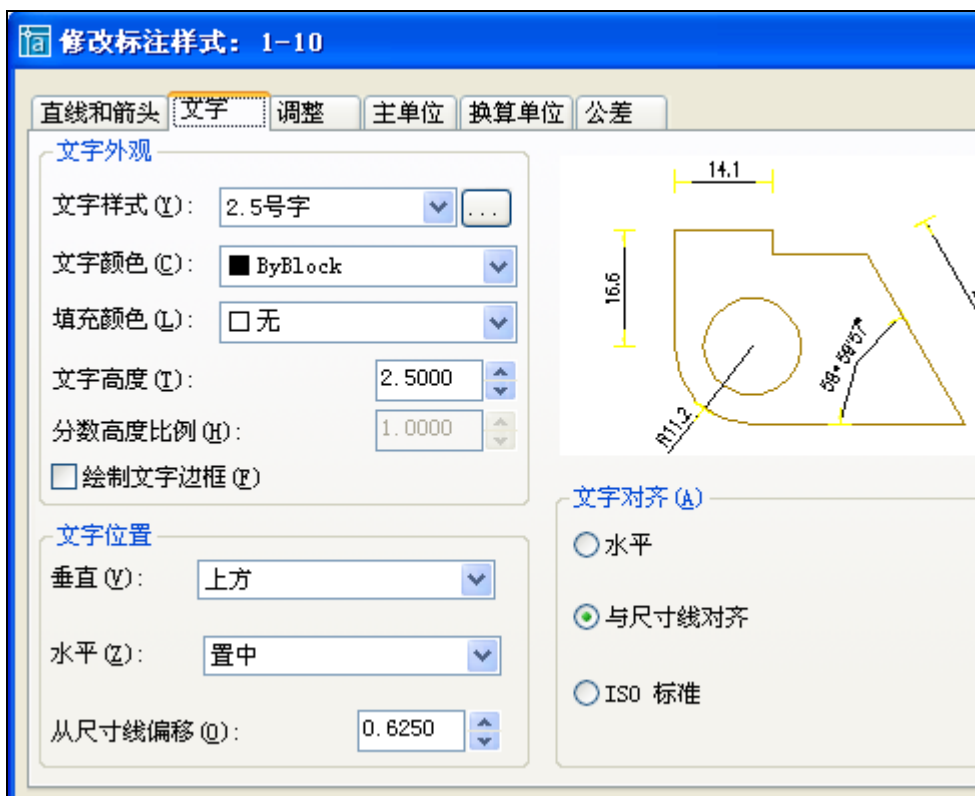 修改标注样式： 1-10
直线和箭头 文字 调整 主单位 换算单位 公差
文字外观
文字样式(Y)： 2.5号字 ...
文字颜色(C)： ByBlock
填充颜色(L)： 无
文字高度(T)： 2.5000
分数高度比例(H)： 1.0000
绘制文字边框(F)
文字位置
垂直(V)： 上方
水平(Z)： 置中
从尺寸线偏移(O)： 0.6250
14.1
16.6
R11.2
58°59'57"
文字对齐(A)
水平
与尺寸线对齐
ISO 标准